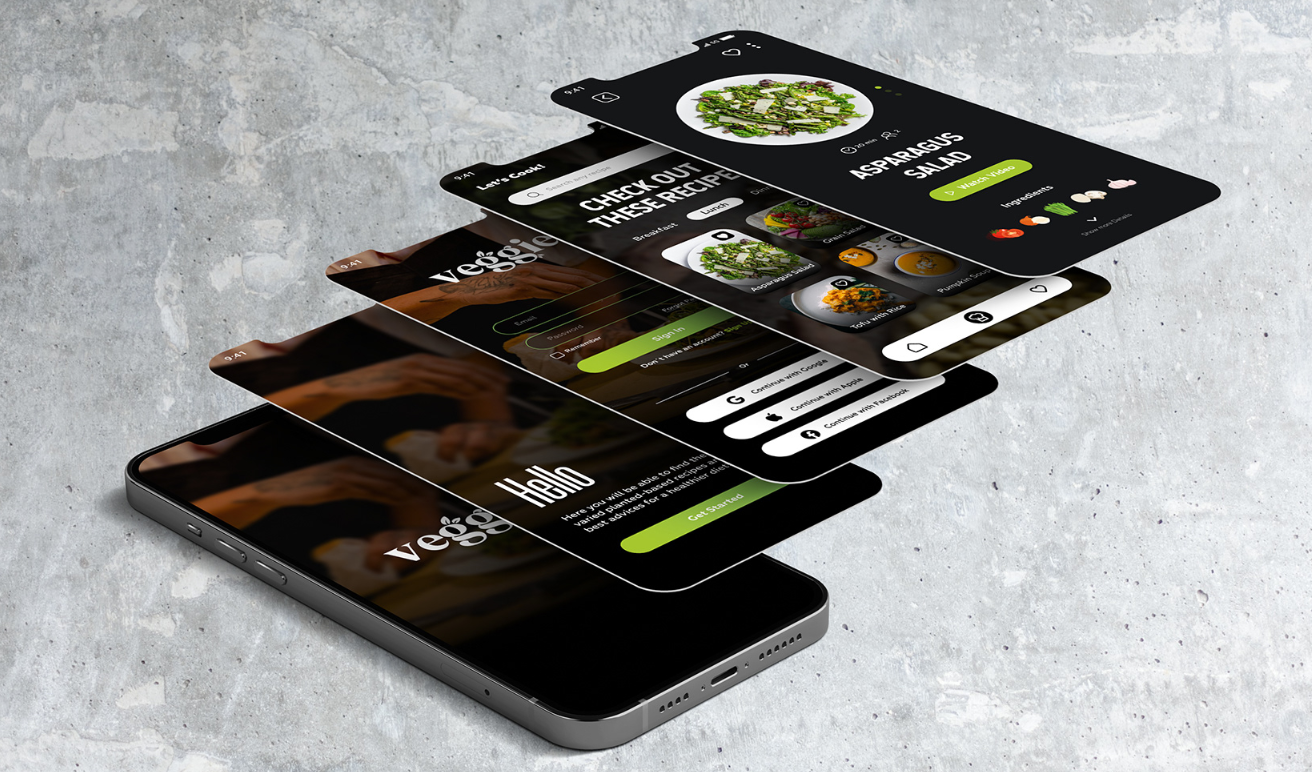 9:41
ASPARAGUS
SALAD
20 min
2
Watch Video
Ingredients
Show more Details
9:41
Let's Cook!
Search any recipe
CHECK OUT
THESE RECIPE
Breakfast
Lunch
Asparagus Salad
Grain Salad
Tofu with Rice
Pumpkin Soup
9:41
veggie
Email
Password
Remember
Sign in
Don't have an account? Sign
Or
Continue with Google
Continue with Apple
Continue with Facebook
9:41
Hello
Here you will be able to find the
varied planted-based recipes a
best advices for a healthier diet
Get Started
vegg